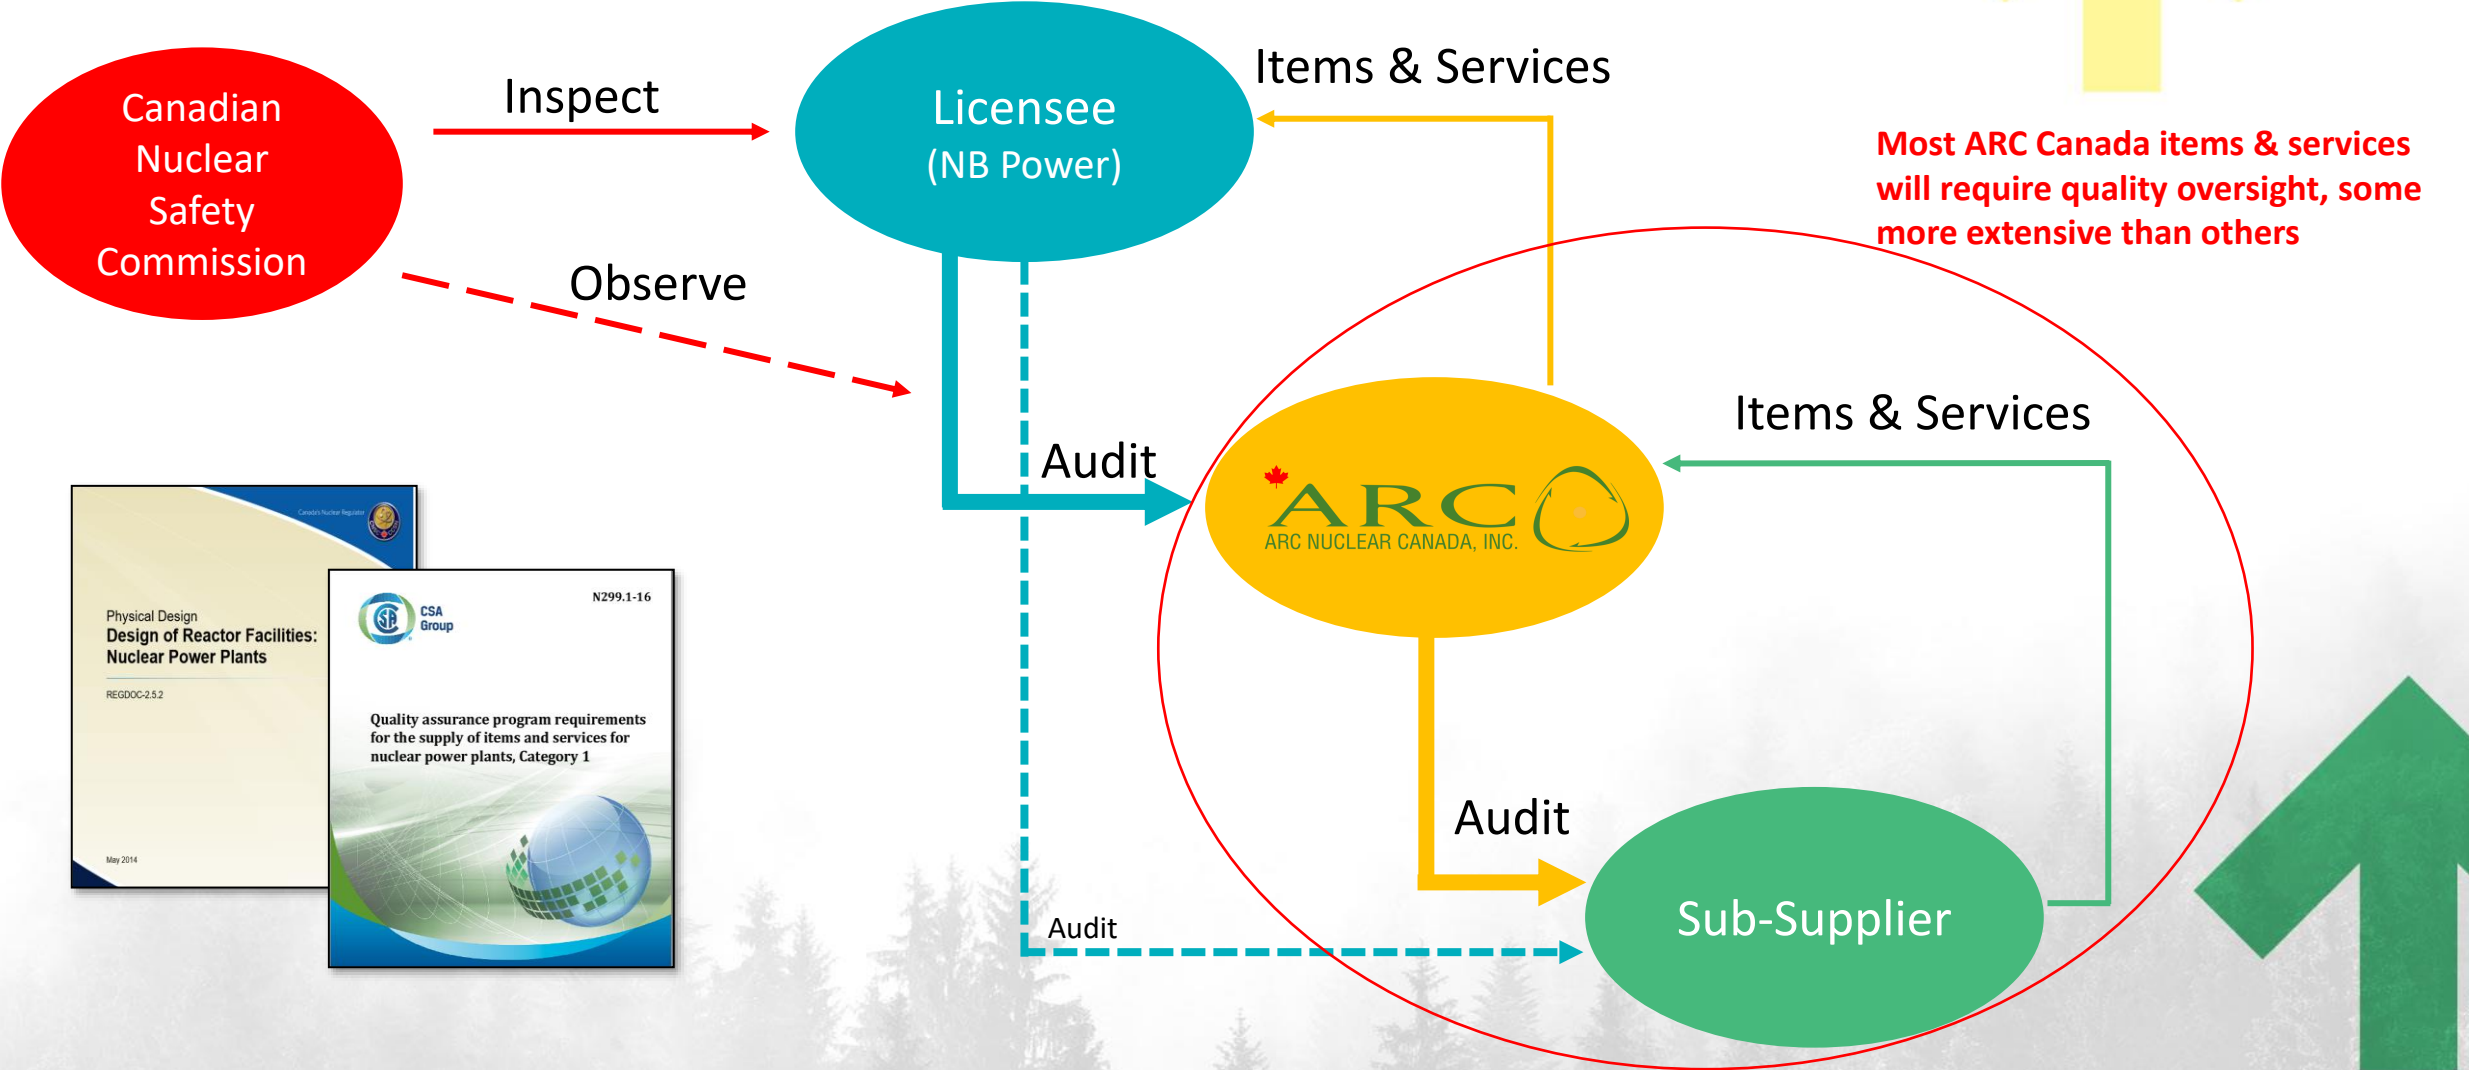 Canadian
Nuclear
Safety
Commission
Inspect
Observe
Licensee
(NB Power)
Items & Services
Most ARC Canada items & services
will require quality oversight, some
more extensive than others
Audit
ARC
ARC NUCLEAR CANADA, INC.
Items & Services
Audit
Sub-Supplier
Audit
Canada's Nuclear Regulator
Physical Design
Design of Reactor Facilities:
Nuclear Power Plants
REGDOC-2.5.2
May 2014
N299.1-16
CSA
Group
Quality assurance program requirements
for the supply of items and services for
nuclear power plants, Category 1